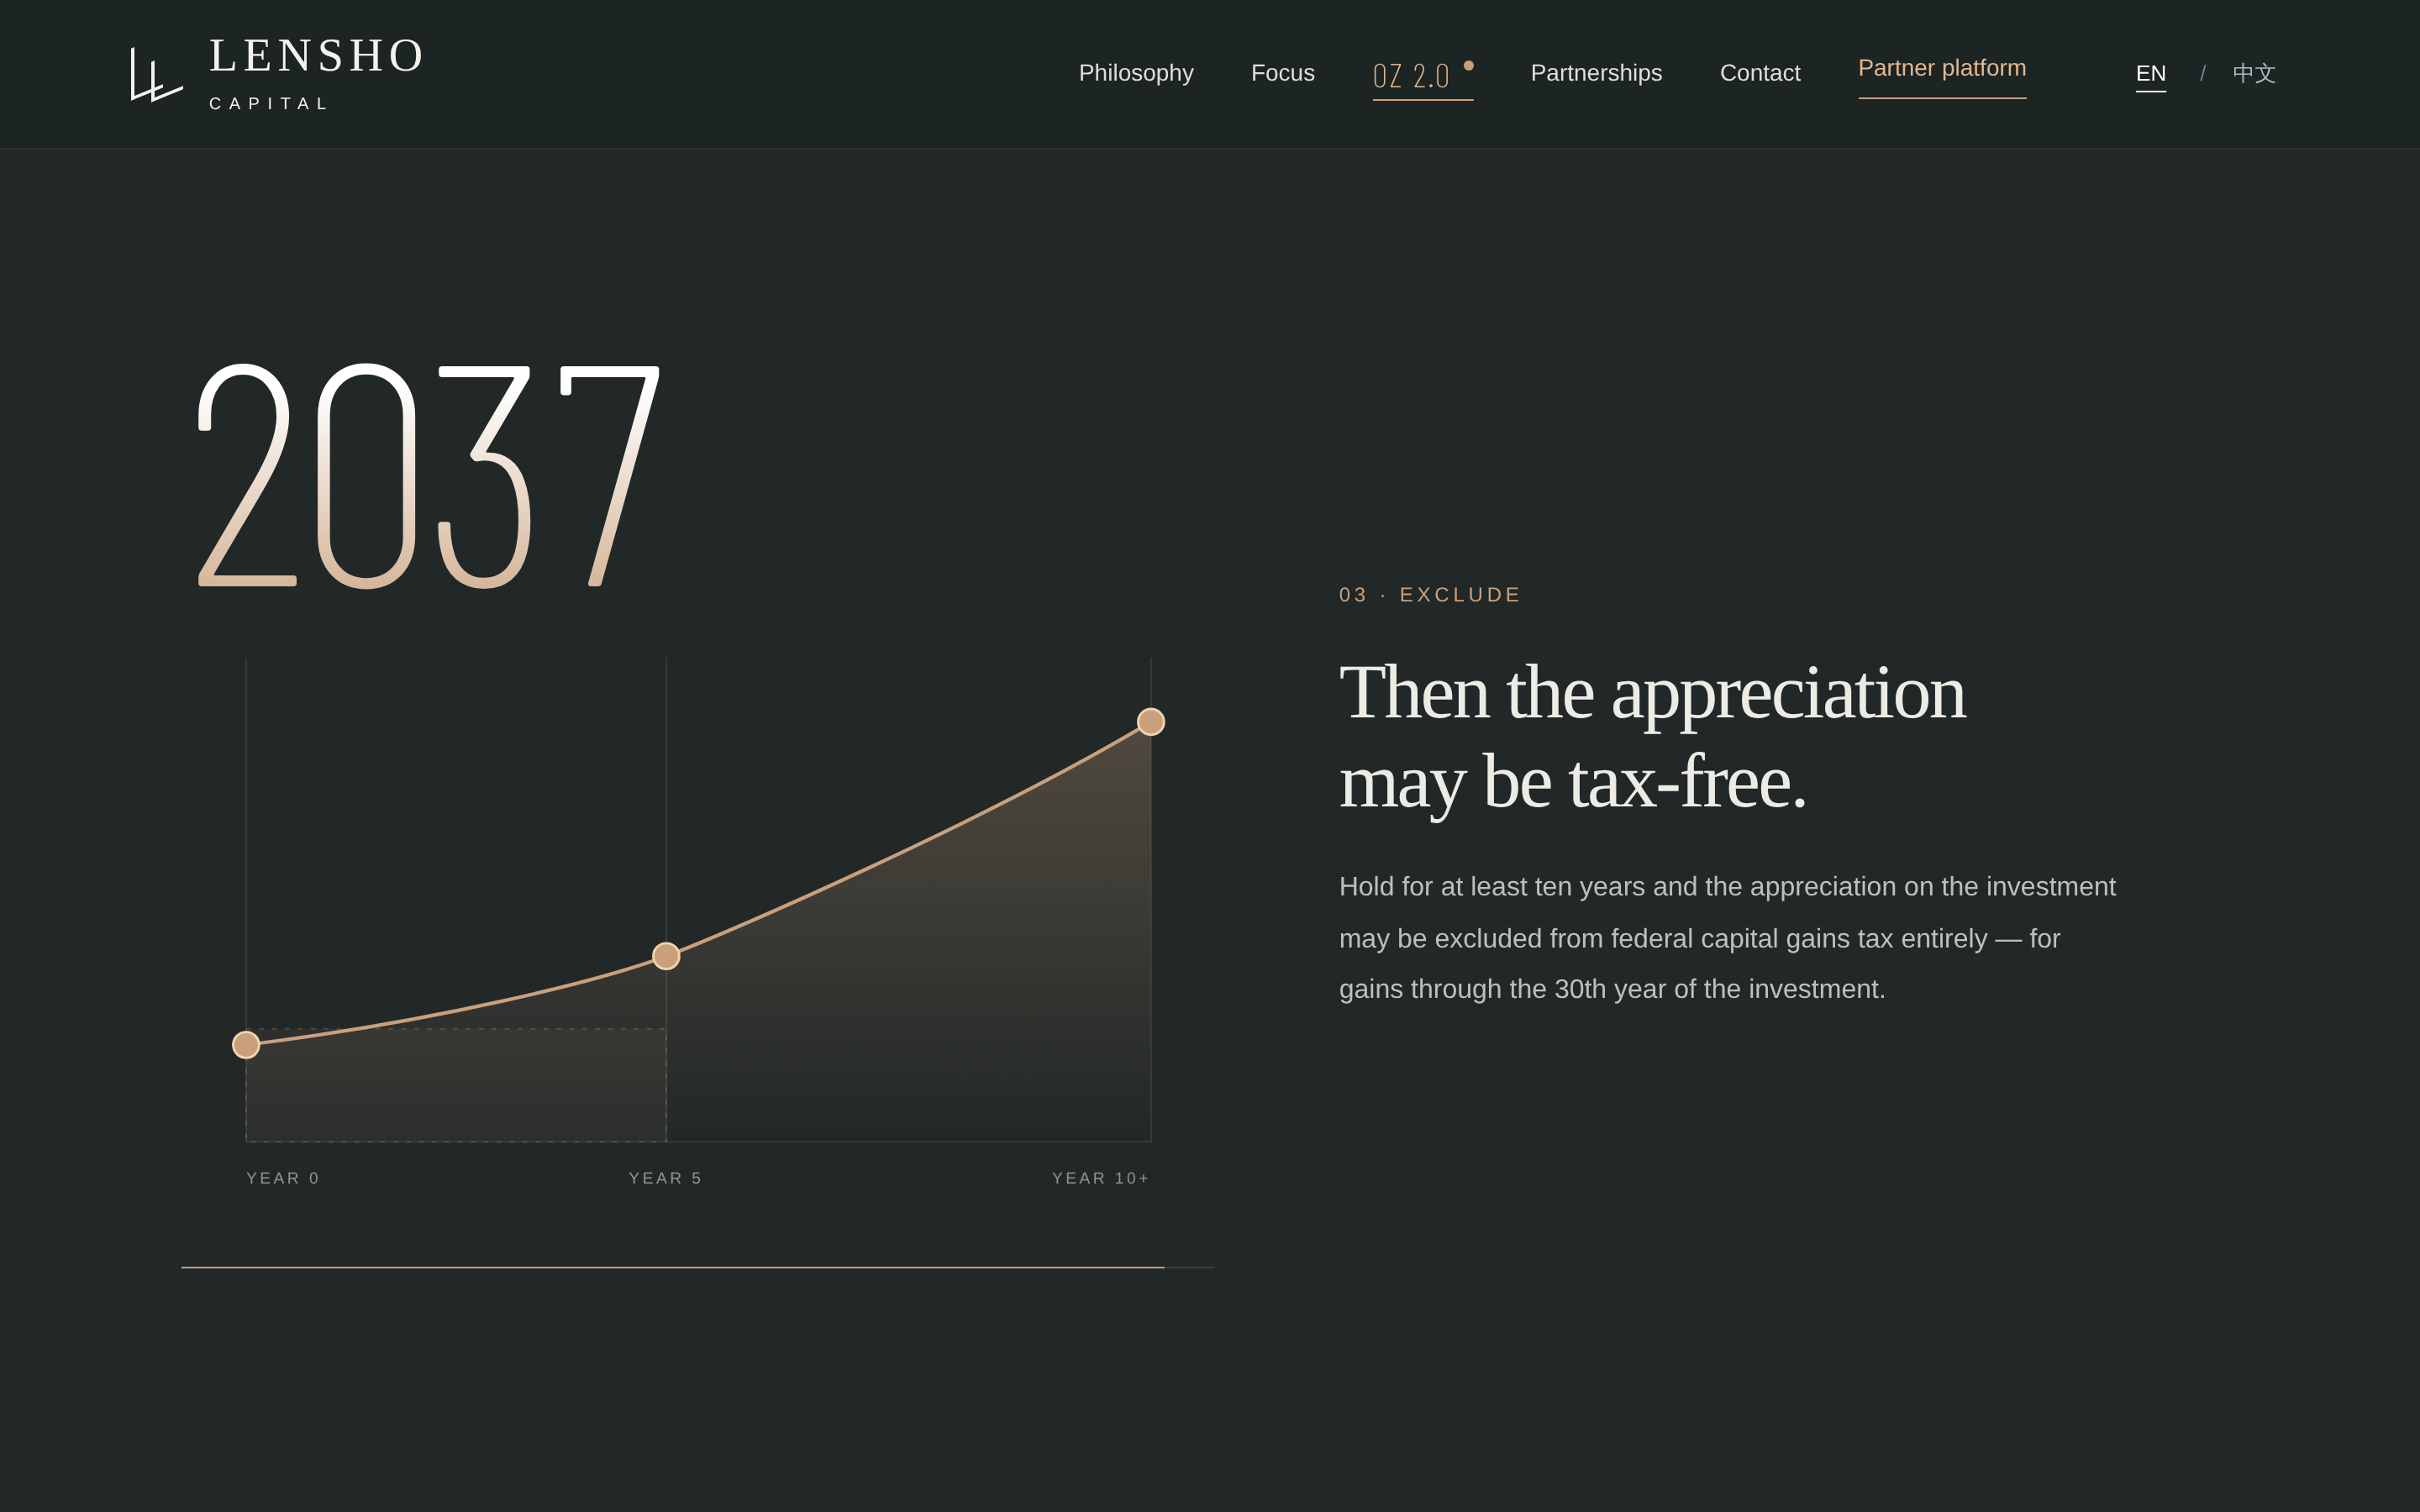 LENSHO
CAPITAL
Philosophy
Focus
OZ 2.0
Partnerships
Contact
Partner platform
EN / 中文
2037
YEAR 0
YEAR 5
YEAR 10+
03 · EXCLUDE
Then the appreciation
may be tax-free.
Hold for at least ten years and the appreciation on the investment
may be excluded from federal capital gains tax entirely — for
gains through the 30th year of the investment.